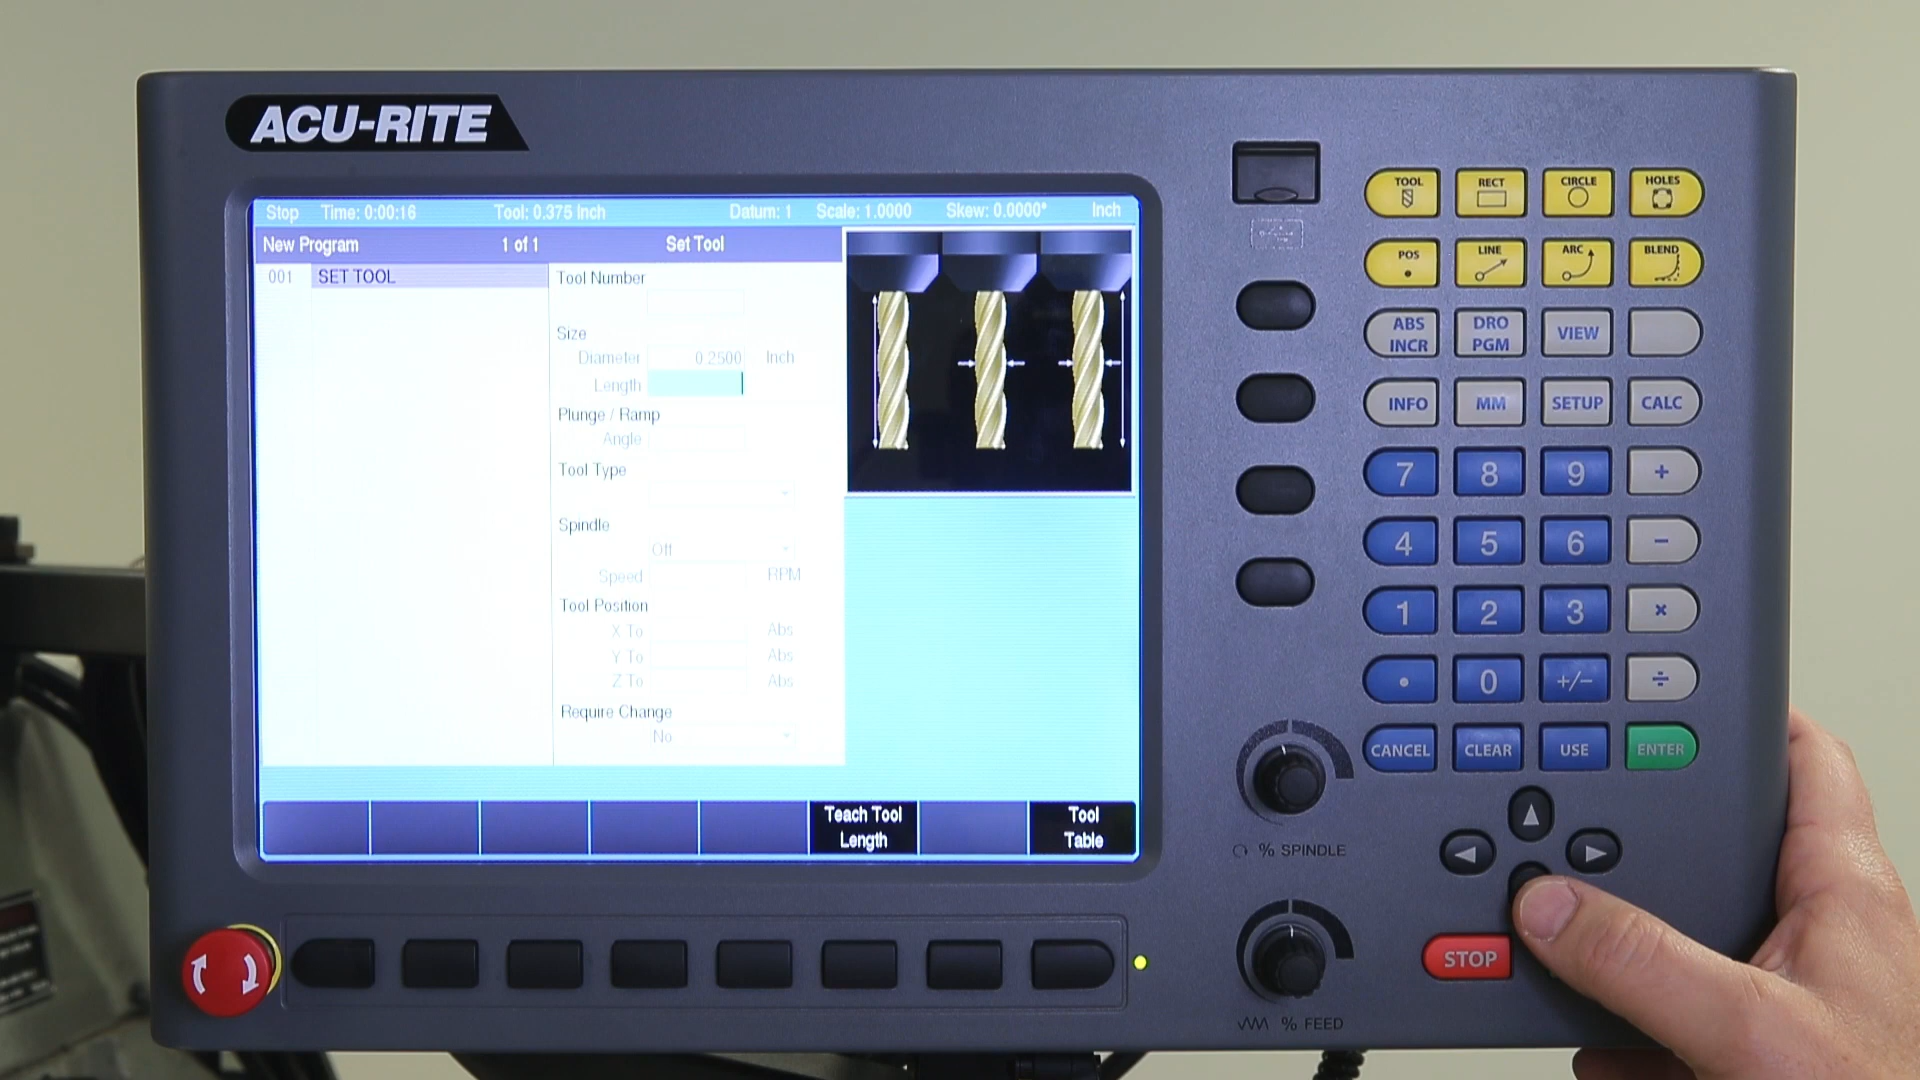 ACU-RITE
Stop Time: 0:00:16 Tool: 0.375 Inch Datum: 1 Scale: 1.0000 Skew: 0.0000° Inch
New Program 1 of 1 Set Tool
001 SET TOOL
Tool Number
Size
Diameter 0.2500 Inch
Length
Plunge / Ramp
Angle
Tool Type
Spindle
Off
Speed RPM
Tool Position
X To Abs
Y To Abs
Z To Abs
Require Change
No
Teach Tool
Length
Tool
Table
TOOL RECT CIRCLE HOLES
POS LINE ARC BLEND
ABS
INCR
DRO
PGM
VIEW
INFO MM SETUP CALC
7 8 9 +
4 5 6 −
1 2 3 ×
. 0 +/− ÷
CANCEL CLEAR USE ENTER
% SPINDLE
STOP
% FEED